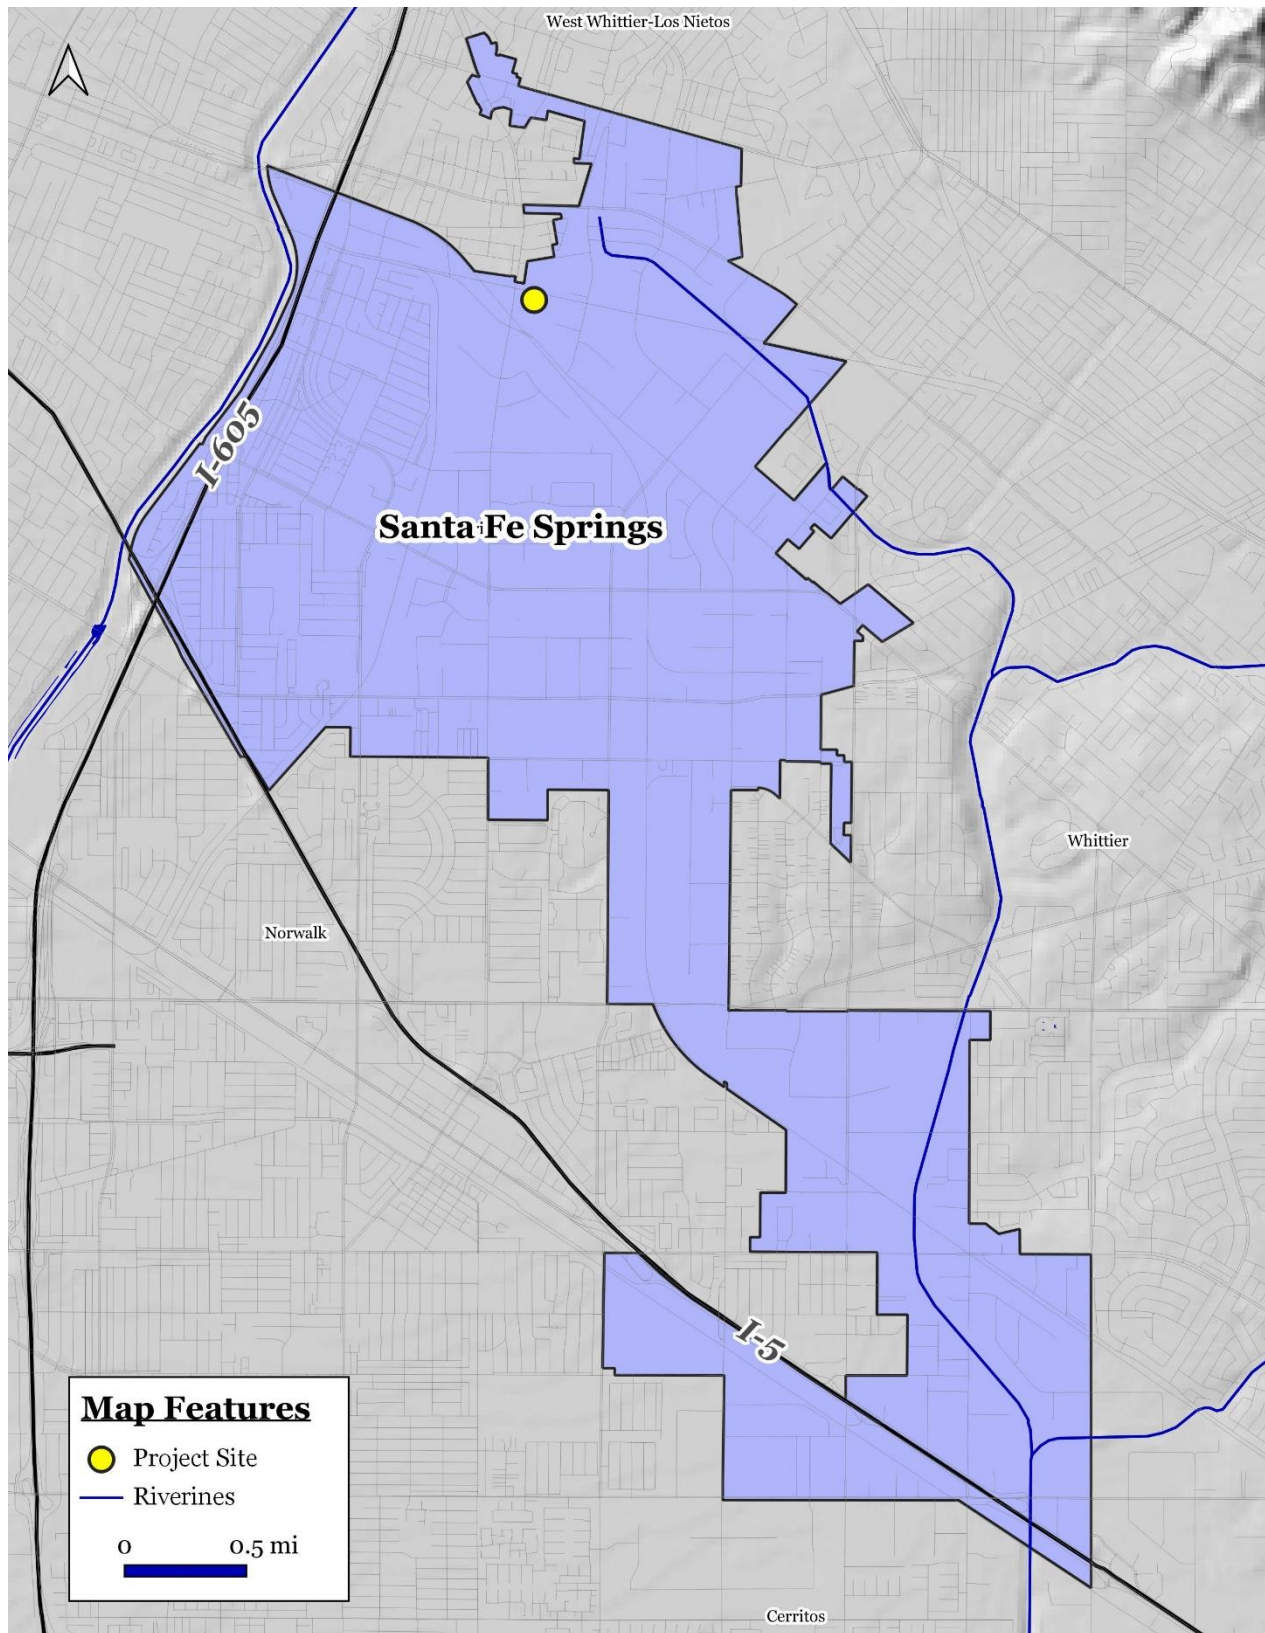 West Whittier-Los Nietos
I-605
Santa Fe Springs
Whittier
Norwalk
I-5
Map Features
Project Site
Riverines
0 0.5 mi
Cerritos